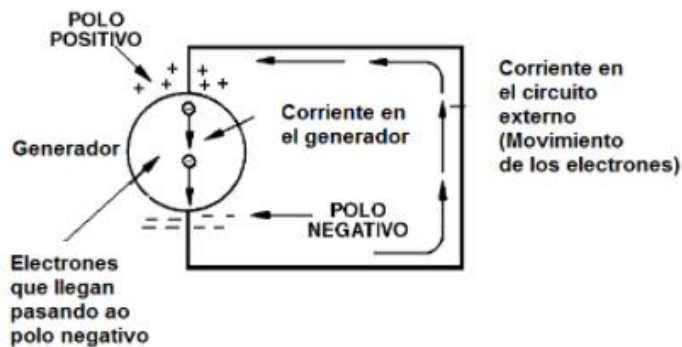 POLO
POSITIVO
Generador
Corriente en
el generador
Corriente en
el circuito
externo
(Movimiento
de los electrones)
POLO
NEGATIVO
Electrones
que llegan
pasando ao
polo negativo